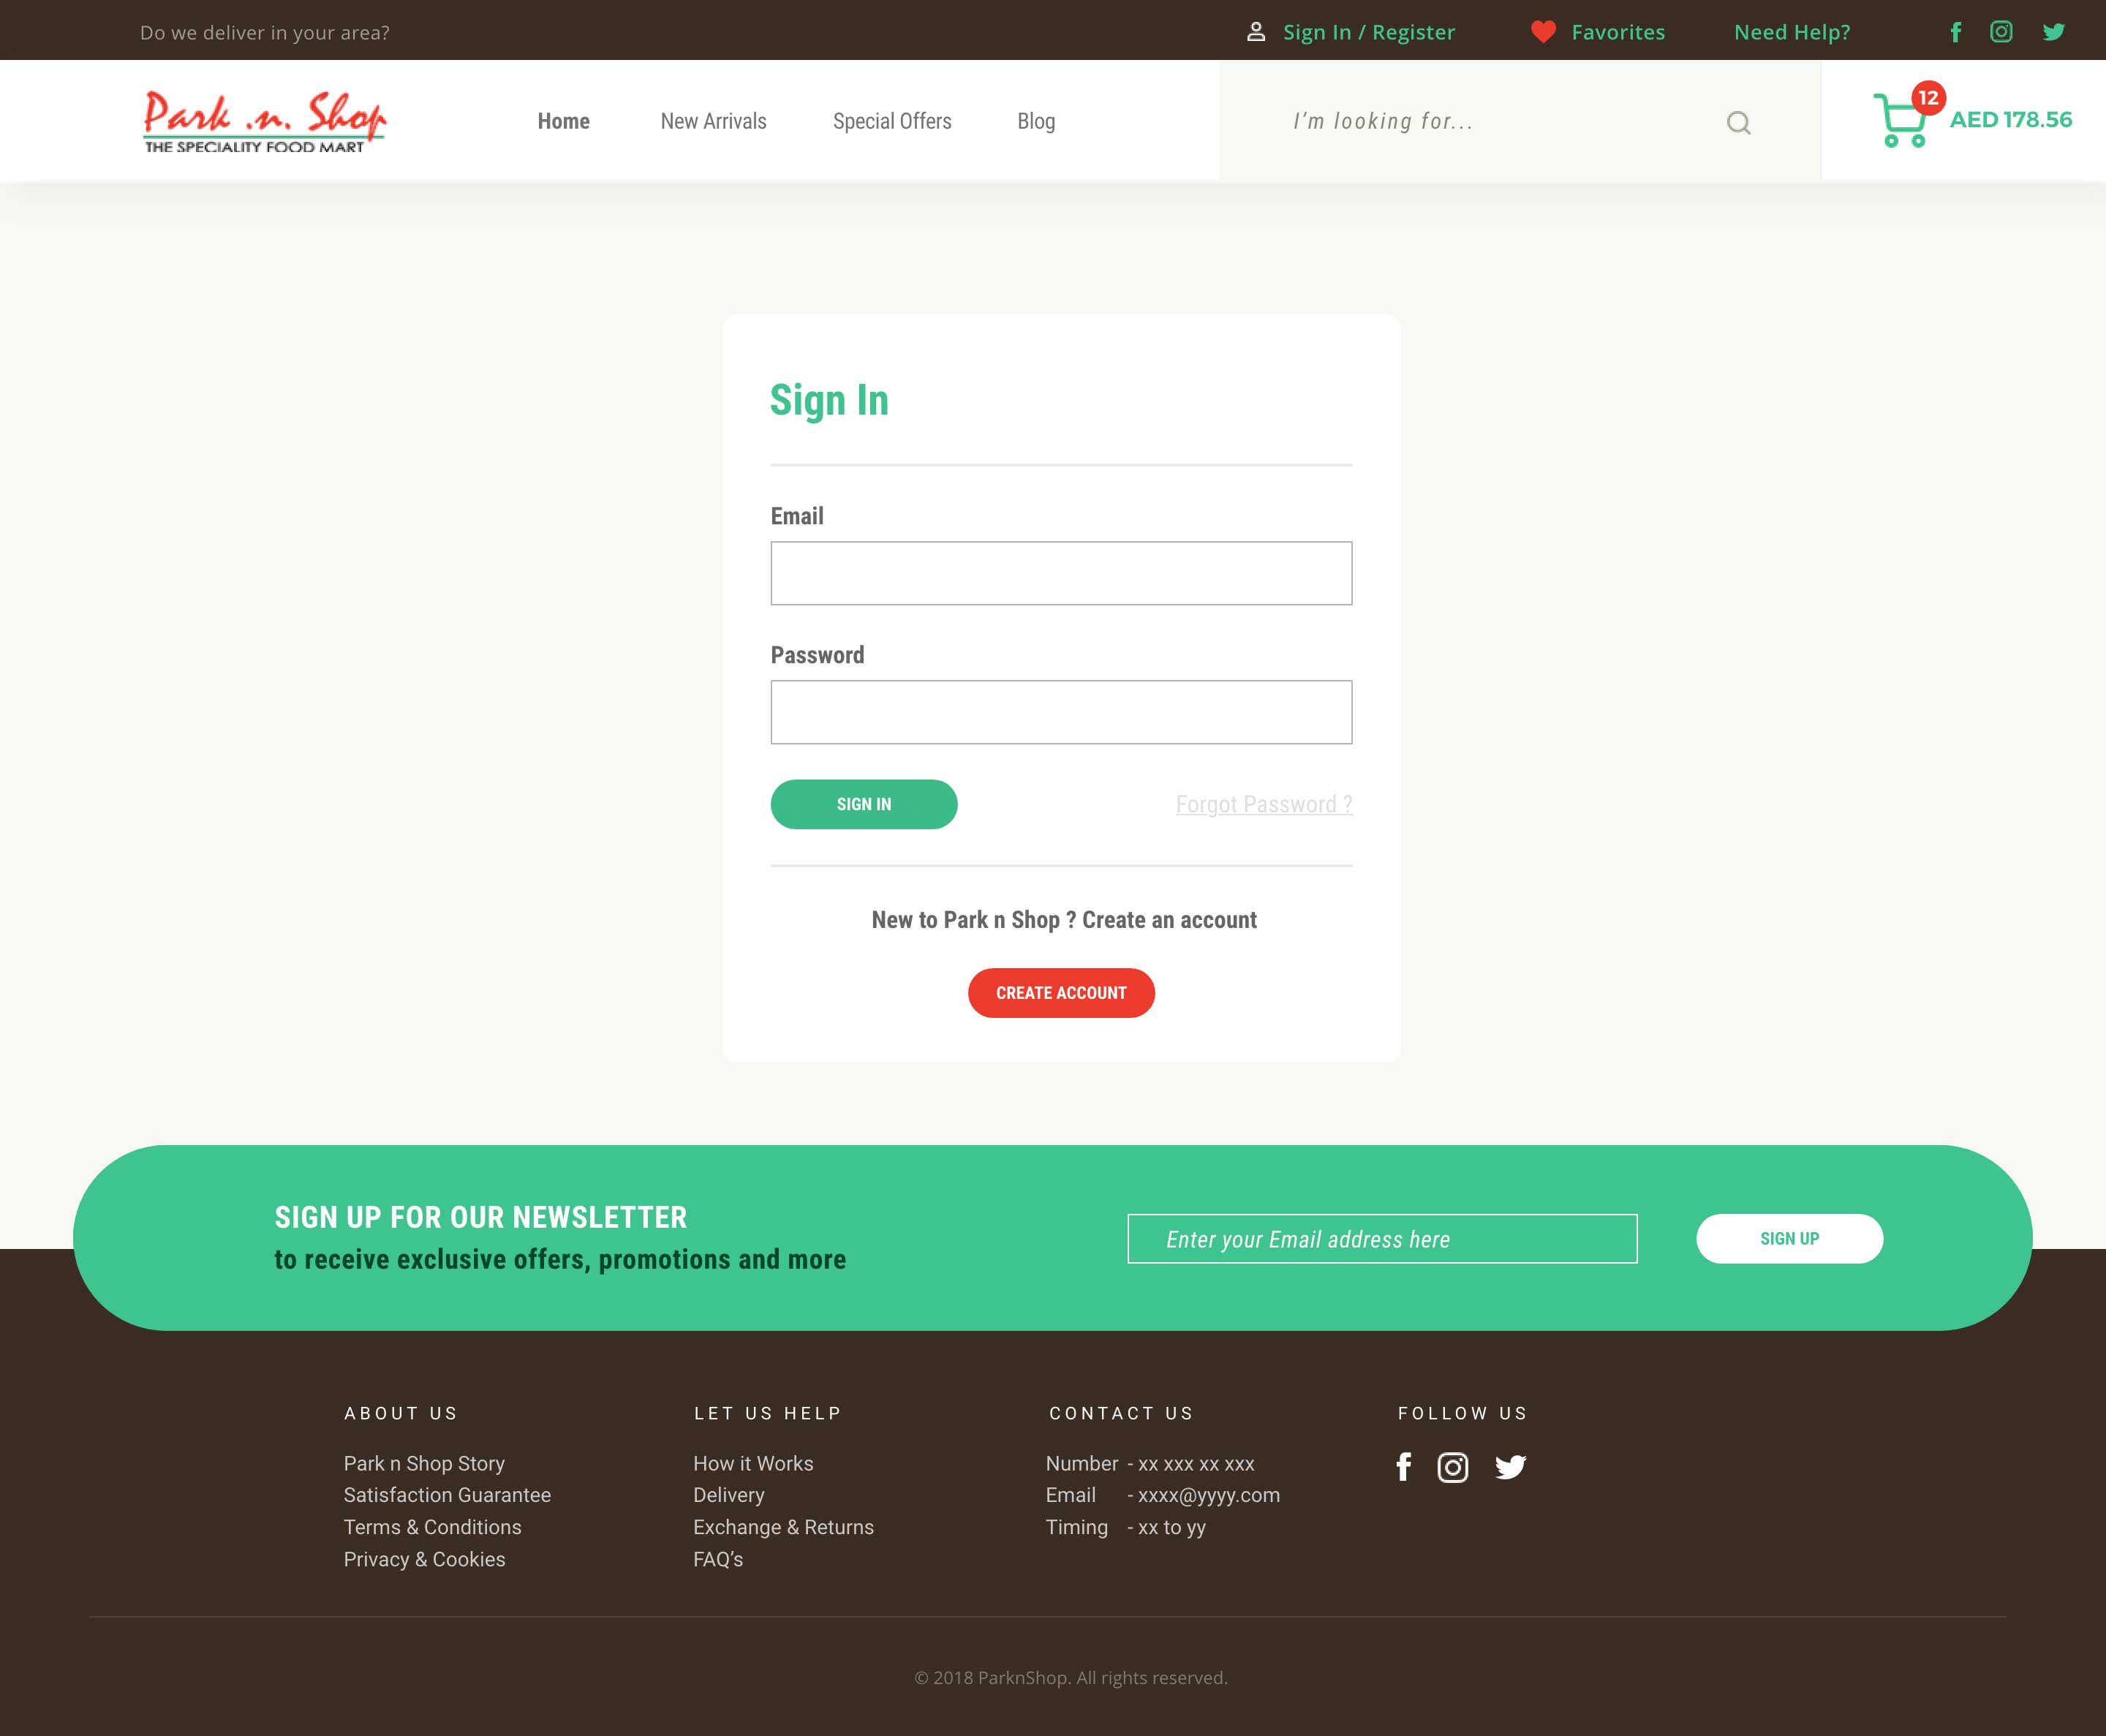 Do we deliver in your area?
Sign In / Register
Favorites
Need Help?
Park .n. Shop
THE SPECIALITY FOOD MART
Home
New Arrivals
Special Offers
Blog
I'm looking for...
12
AED 178.56
Sign In
Email
Password
SIGN IN
Forgot Password ?
New to Park n Shop ? Create an account
CREATE ACCOUNT
SIGN UP FOR OUR NEWSLETTER
to receive exclusive offers, promotions and more
Enter your Email address here
SIGN UP
ABOUT US
Park n Shop Story
Satisfaction Guarantee
Terms & Conditions
Privacy & Cookies
LET US HELP
How it Works
Delivery
Exchange & Returns
FAQ's
CONTACT US
Number - xx xxx xx xxx
Email - xxxx@yyyy.com
Timing - xx to yy
FOLLOW US
© 2018 ParknShop. All rights reserved.